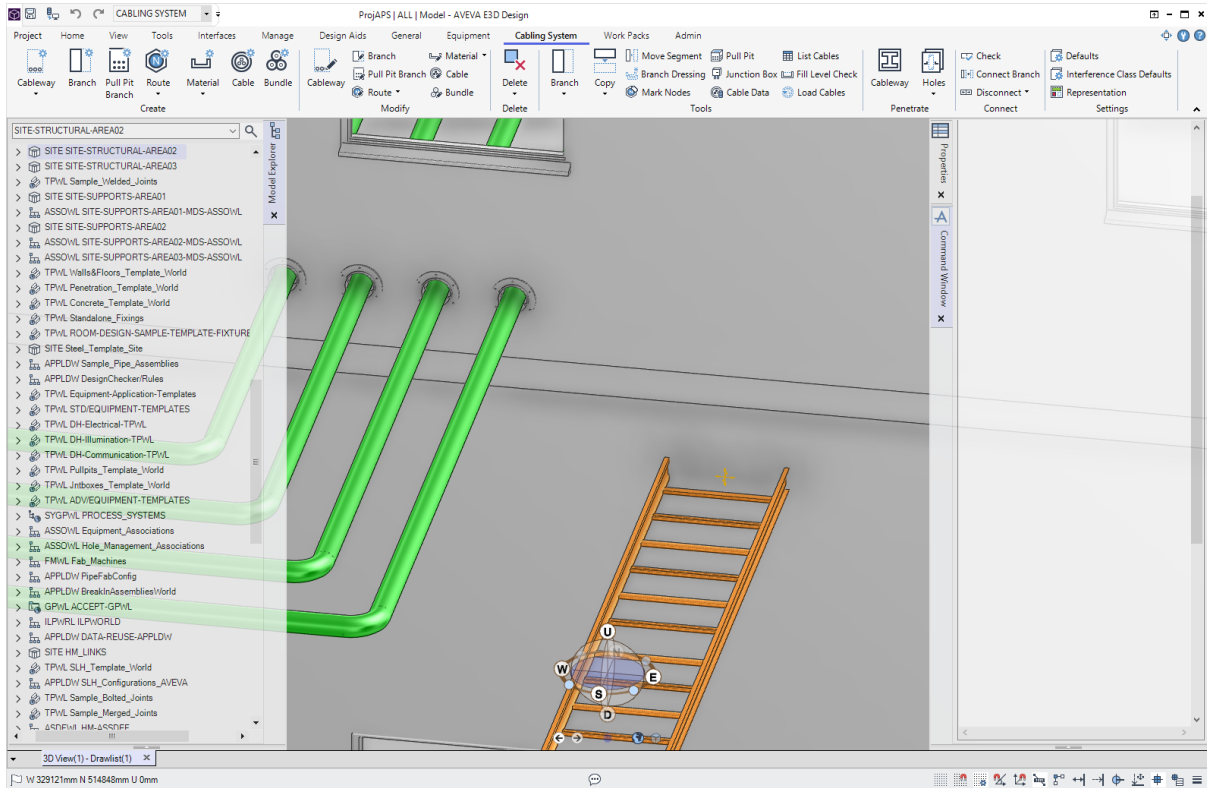 CABLING SYSTEM
ProjAPS | ALL | Model - AVEVA E3D Design
Project Home View Tools Interfaces Manage Design Aids General Equipment Cabling System Work Packs Admin
Branch Material Move Segment Pull Pit List Cables Check Defaults
Pull Pit Branch Cable Branch Dressing Junction Box Fill Level Check Connect Branch Interference Class Defaults
Route Bundle Mark Nodes Cable Data Load Cables Disconnect Representation
Cableway Branch Pull Pit Branch Route Material Cable Bundle Cableway Delete Branch Copy Cableway Holes
Create Modify Delete Tools Penetrate Connect Settings
SITE-STRUCTURAL-AREA02
SITE SITE-STRUCTURAL-AREA02
SITE SITE-STRUCTURAL-AREA03
TPWL Sample_Welded_Joints
SITE SITE-SUPPORTS-AREA01
ASSOWL SITE-SUPPORTS-AREA01-MDS-ASSOWL
SITE SITE-SUPPORTS-AREA02
ASSOWL SITE-SUPPORTS-AREA02-MDS-ASSOWL
ASSOWL SITE-SUPPORTS-AREA03-MDS-ASSOWL
TPWL Walls&Floors_Template_World
TPWL Penetration_Template_World
TPWL Concrete_Template_World
TPWL Standalone_Fixings
TPWL ROOM-DESIGN-SAMPLE-TEMPLATE-FIXTURE
SITE Steel_Template_Site
APPLDW Sample_Pipe_Assemblies
APPLDW DesignChecker/Rules
TPWL Equipment-Application-Templates
TPWL STD/EQUIPMENT-TEMPLATES
TPWL DH-Electrical-TPWL
TPWL DH-Illumination-TPWL
TPWL DH-Communication-TPWL
TPWL Pullpits_Template_World
TPWL Jntboxes_Template_World
TPWL ADV/EQUIPMENT-TEMPLATES
SYGPWL PROCESS_SYSTEMS
ASSOWL Equipment_Associations
ASSOWL Hole_Management_Associations
FMWL Fab_Machines
APPLDW PipeFabConfig
APPLDW BreakInAssembliesWorld
GPWL ACCEPT-GPWL
ILPWRL ILPWORLD
APPLDW DATA-REUSE-APPLDW
SITE HM_LINKS
TPWL SLH_Template_World
APPLDW SLH_Configurations_AVEVA
TPWL Sample_Bolted_Joints
TPWL Sample_Merged_Joints
ASDEWL HM-ASSDEF
Model Explorer
U
N
W
E
S
D
Properties
Command Window
3D View(1) - Drawlist(1)
W 329121mm N 514848mm U 0mm